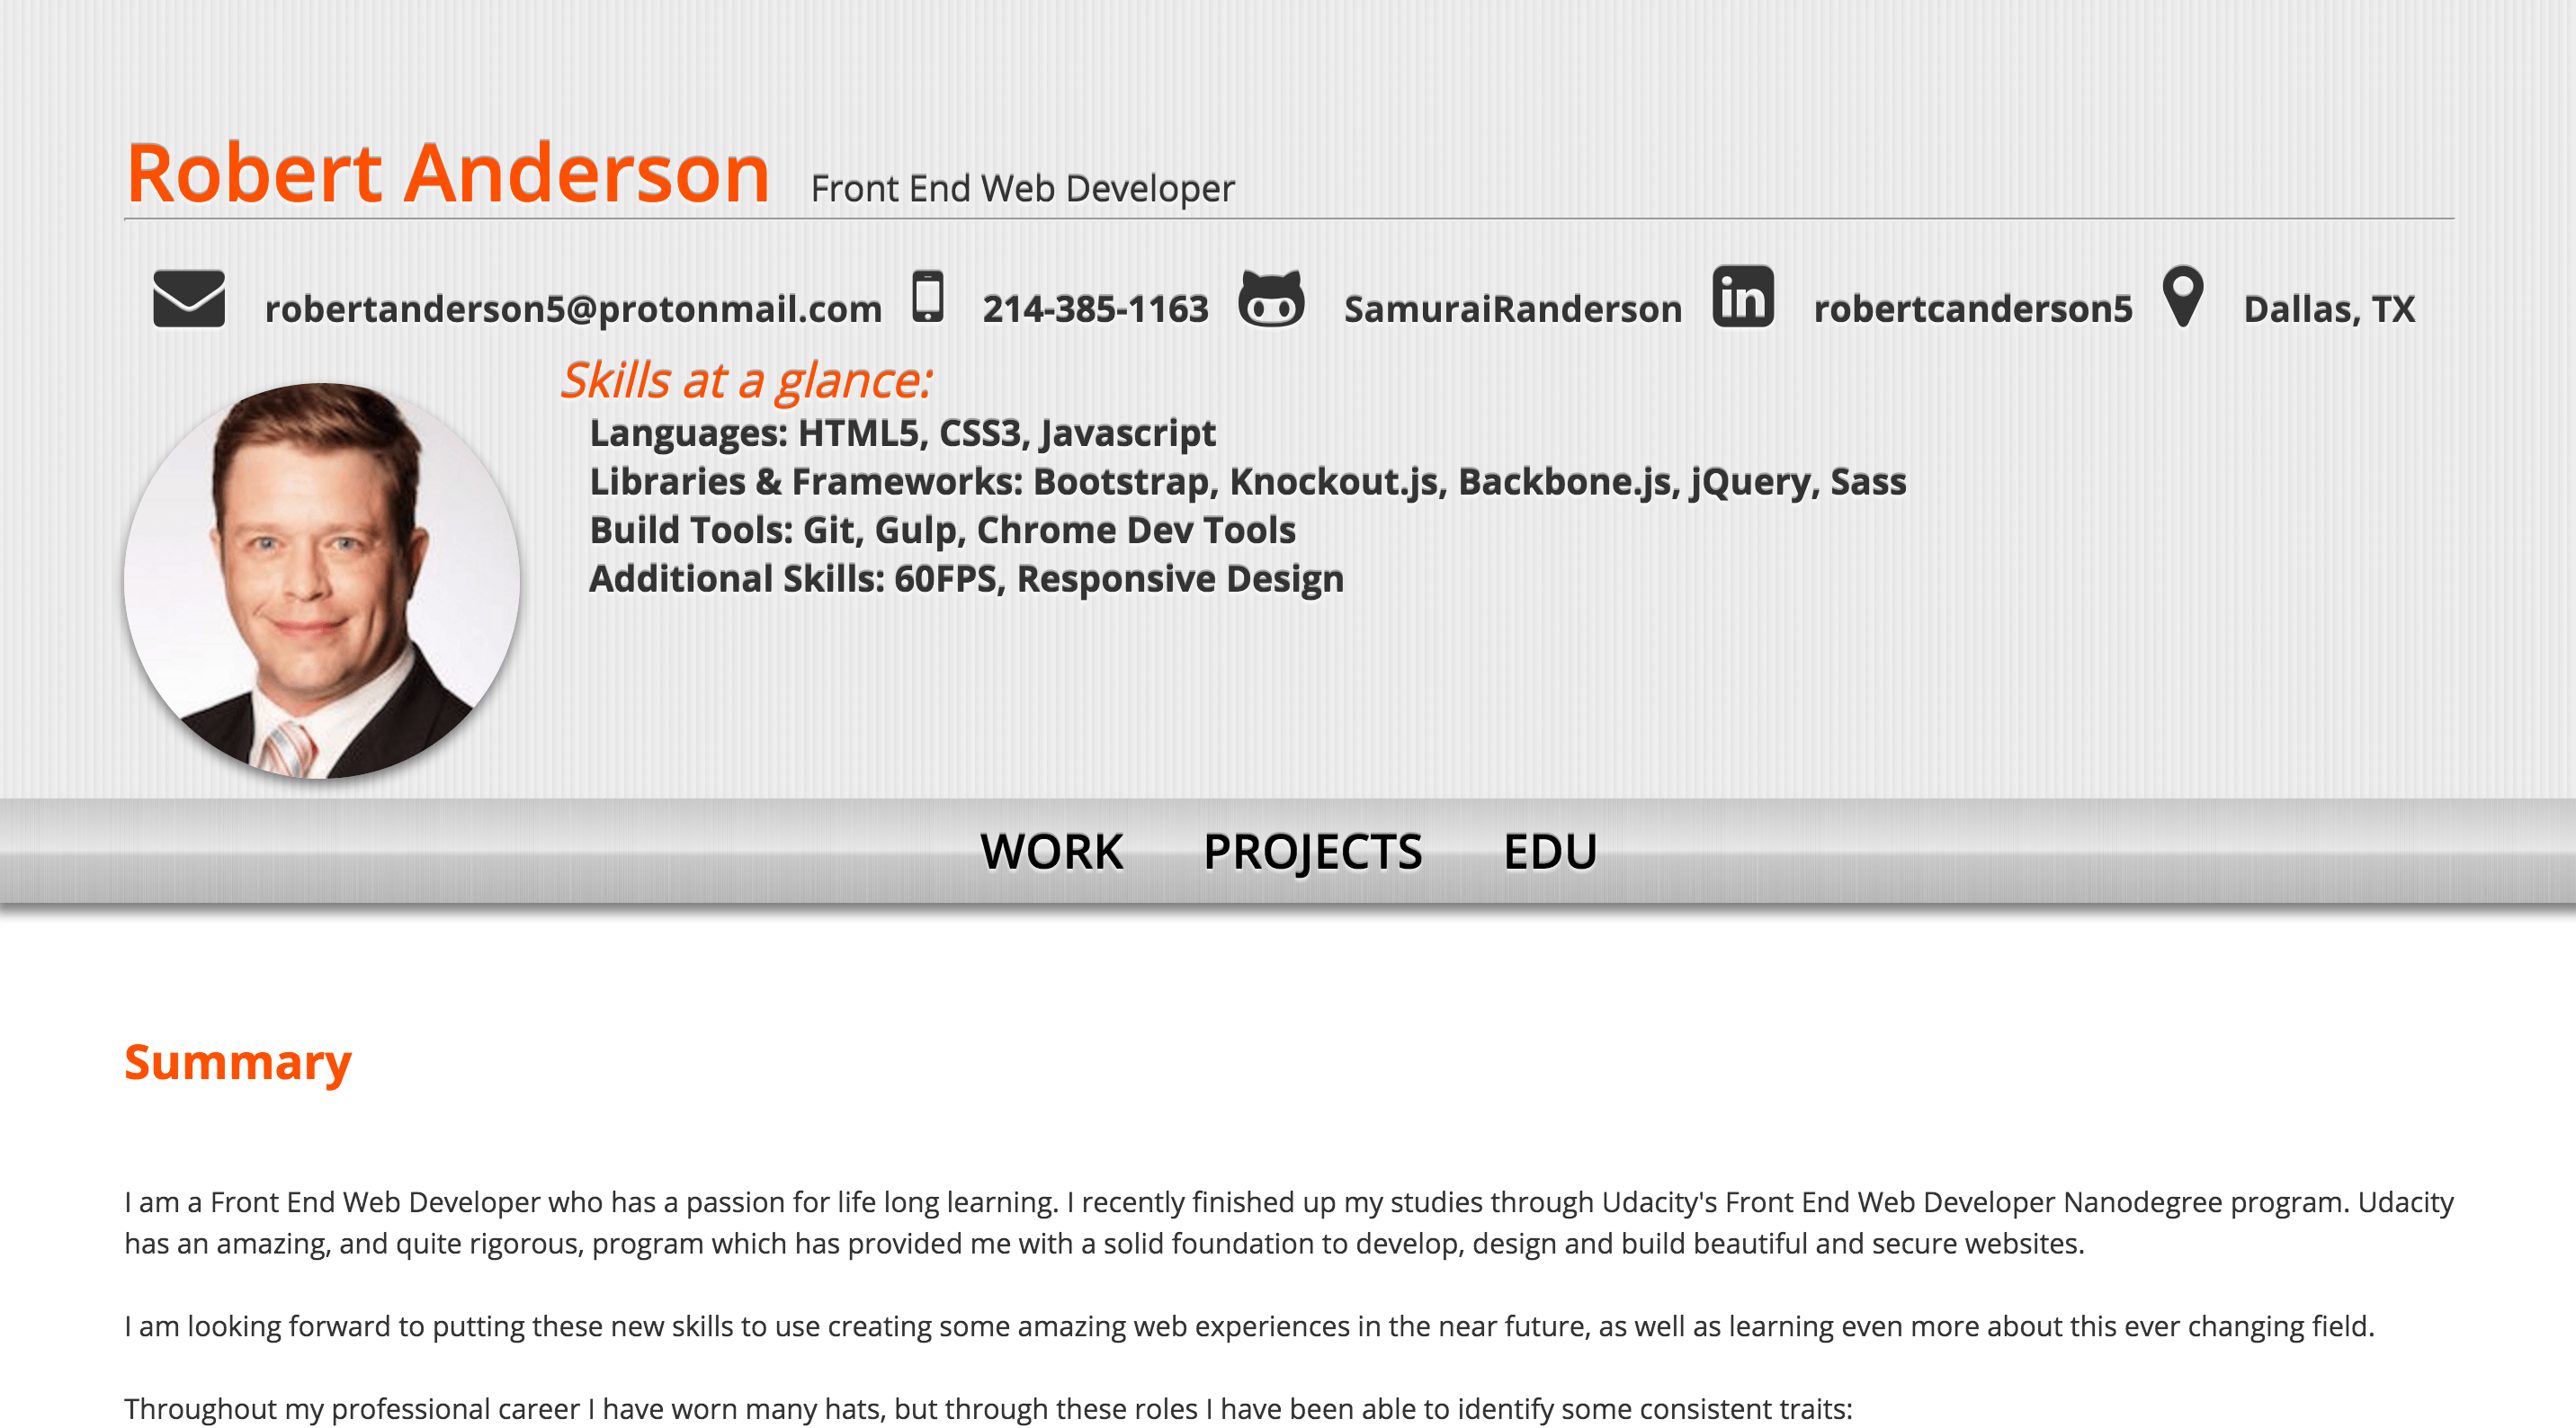 Robert Anderson Front End Web Developer
robertanderson5@protonmail.com 214-385-1163 SamuraiRanderson in robertcanderson5 Dallas, TX
Skills at a glance:
Languages: HTML5, CSS3, Javascript
Libraries & Frameworks: Bootstrap, Knockout.js, Backbone.js, jQuery, Sass
Build Tools: Git, Gulp, Chrome Dev Tools
Additional Skills: 60FPS, Responsive Design
WORK PROJECTS EDU
Summary
I am a Front End Web Developer who has a passion for life long learning. I recently finished up my studies through Udacity's Front End Web Developer Nanodegree program. Udacity
has an amazing, and quite rigorous, program which has provided me with a solid foundation to develop, design and build beautiful and secure websites.
I am looking forward to putting these new skills to use creating some amazing web experiences in the near future, as well as learning even more about this ever changing field.
Throughout my professional career I have worn many hats, but through these roles I have been able to identify some consistent traits: